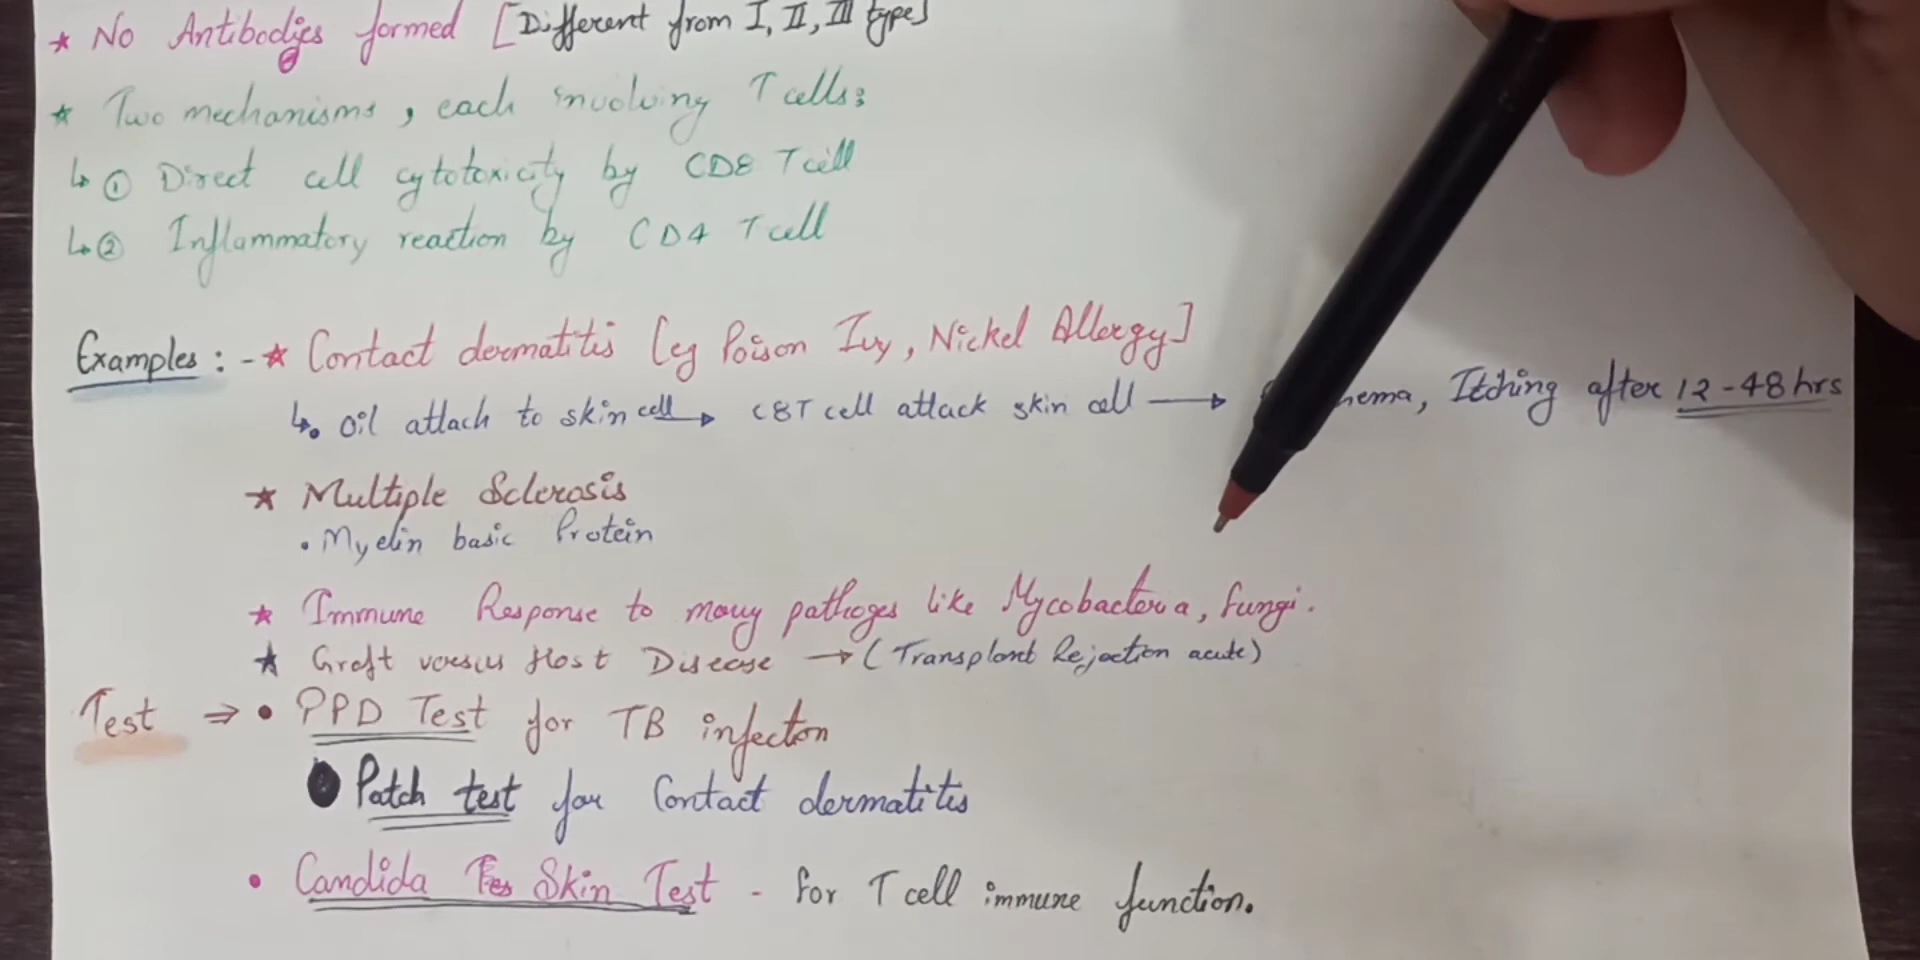 ★ No Antibodies formed [Different from I, II, III type]
★ Two mechanisms, each involving T cells:
↳ ① Direct cell cytotoxicity by CD8 T cell
↳ ② Inflammatory reaction by CD4 T cell
Examples : - ★ Contact dermatitis [eg Poison Ivy, Nickel Allergy]
↳. Oil attach to skin cell → C8T cell attack skin cell → Itching after 12-48 hrs
★ Multiple Sclerosis
• Myelin basic Protein
★ Immune Response to many pathoges like Mycobacteria, fungi.
★ Graft versus Host Disease → (Transplant Rejection acute)
Test ⇒ • PPD Test for TB infecton
● Patch test for Contact dermatitis
• Candida Tes Skin Test - for T cell immune function.